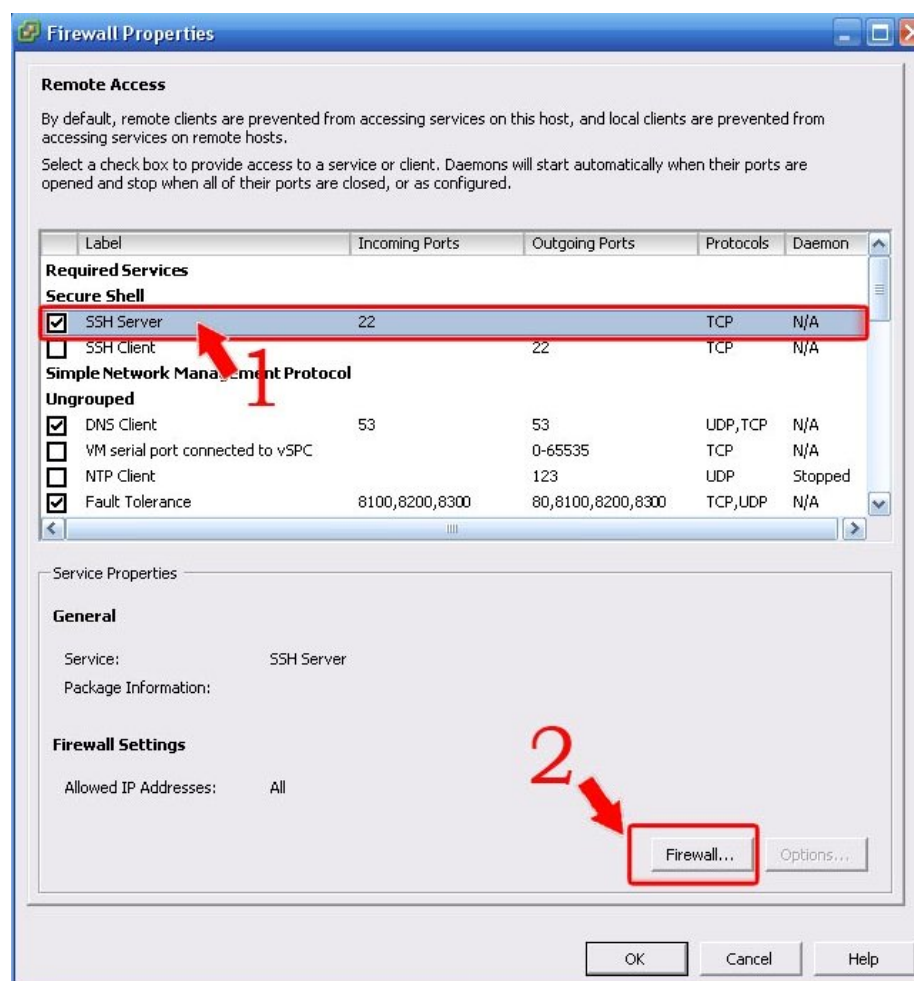 Firewall Properties
Remote Access
By default, remote clients are prevented from accessing services on this host, and local clients are prevented from
accessing services on remote hosts.
Select a check box to provide access to a service or client. Daemons will start automatically when their ports are
opened and stop when all of their ports are closed, or as configured.
Label Incoming Ports Outgoing Ports Protocols Daemon
Required Services
Secure Shell
SSH Server 22 TCP N/A
SSH Client 22 TCP N/A
1
Simple Network Management Protocol
Ungrouped
DNS Client 53 53 UDP,TCP N/A
VM serial port connected to vSPC 0-65535 TCP N/A
NTP Client 123 UDP Stopped
Fault Tolerance 8100,8200,8300 80,8100,8200,8300 TCP,UDP N/A
Service Properties
General
Service: SSH Server
Package Information:
Firewall Settings
2
Allowed IP Addresses: All
Firewall... Options...
OK Cancel Help